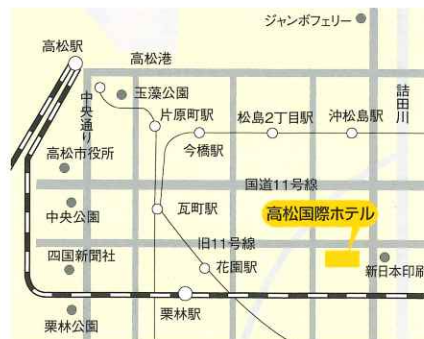 ジャンボフェリー
高松駅
高松港
玉藻公園
中央通り
片原町駅
松島2丁目駅
沖松島駅
詰田川
今橋駅
高松市役所
国道11号線
中央公園
瓦町駅
高松国際ホテル
旧11号線
四国新聞社
花園駅
新日本印刷
栗林駅
栗林公園